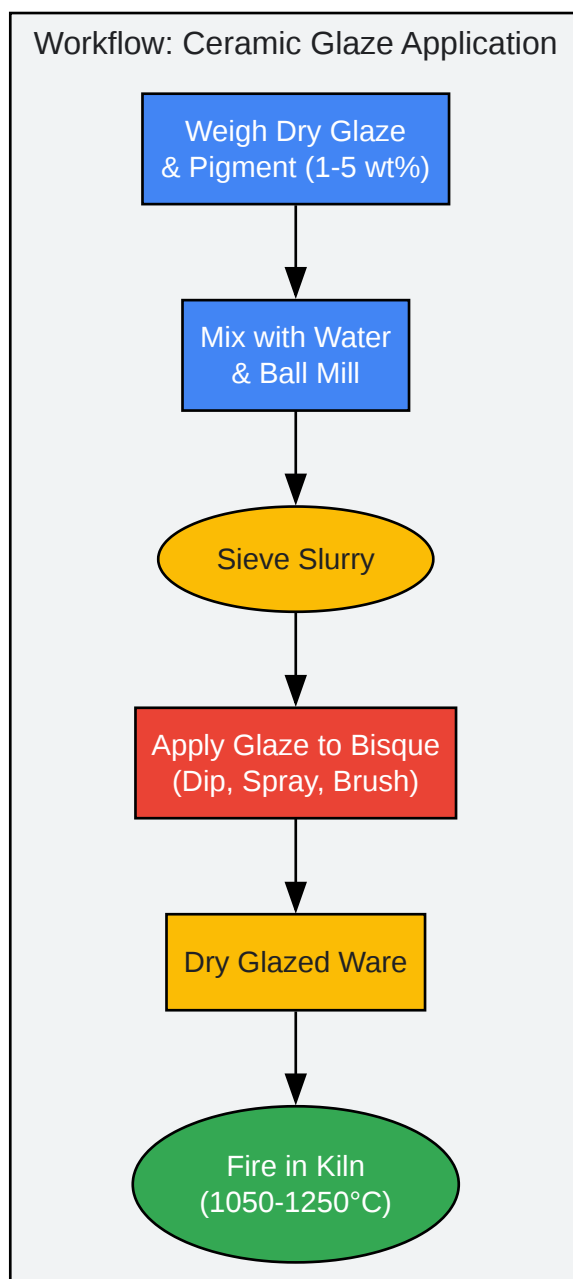 Workflow: Ceramic Glaze Application
Weigh Dry Glaze
& Pigment (1-5 wt%)
Mix with Water
& Ball Mill
Sieve Slurry
Apply Glaze to Bisque
(Dip, Spray, Brush)
Dry Glazed Ware
Fire in Kiln
(1050-1250°C)